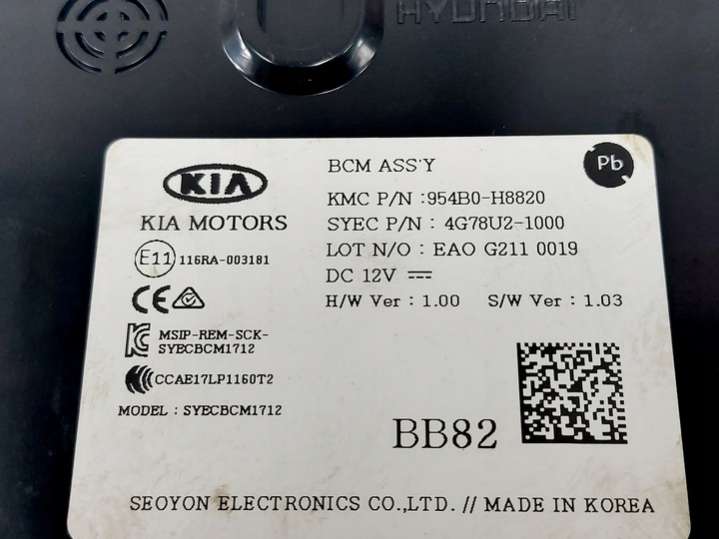 HYUNDAI
KIA
KIA MOTORS
E11 116RA-003181
CE
MSIP-REM-SCK-
SYECBCM1712
CCAE17LP1160T2
MODEL : SYECBCM1712
BCM ASS'Y
Pb
KMC P/N :954B0-H8820
SYEC P/N : 4G78U2-1000
LOT N/O : EAO G211 0019
DC 12V
H/W Ver : 1.00 S/W Ver : 1.03
BB82
SEOYON ELECTRONICS CO.,LTD. // MADE IN KOREA